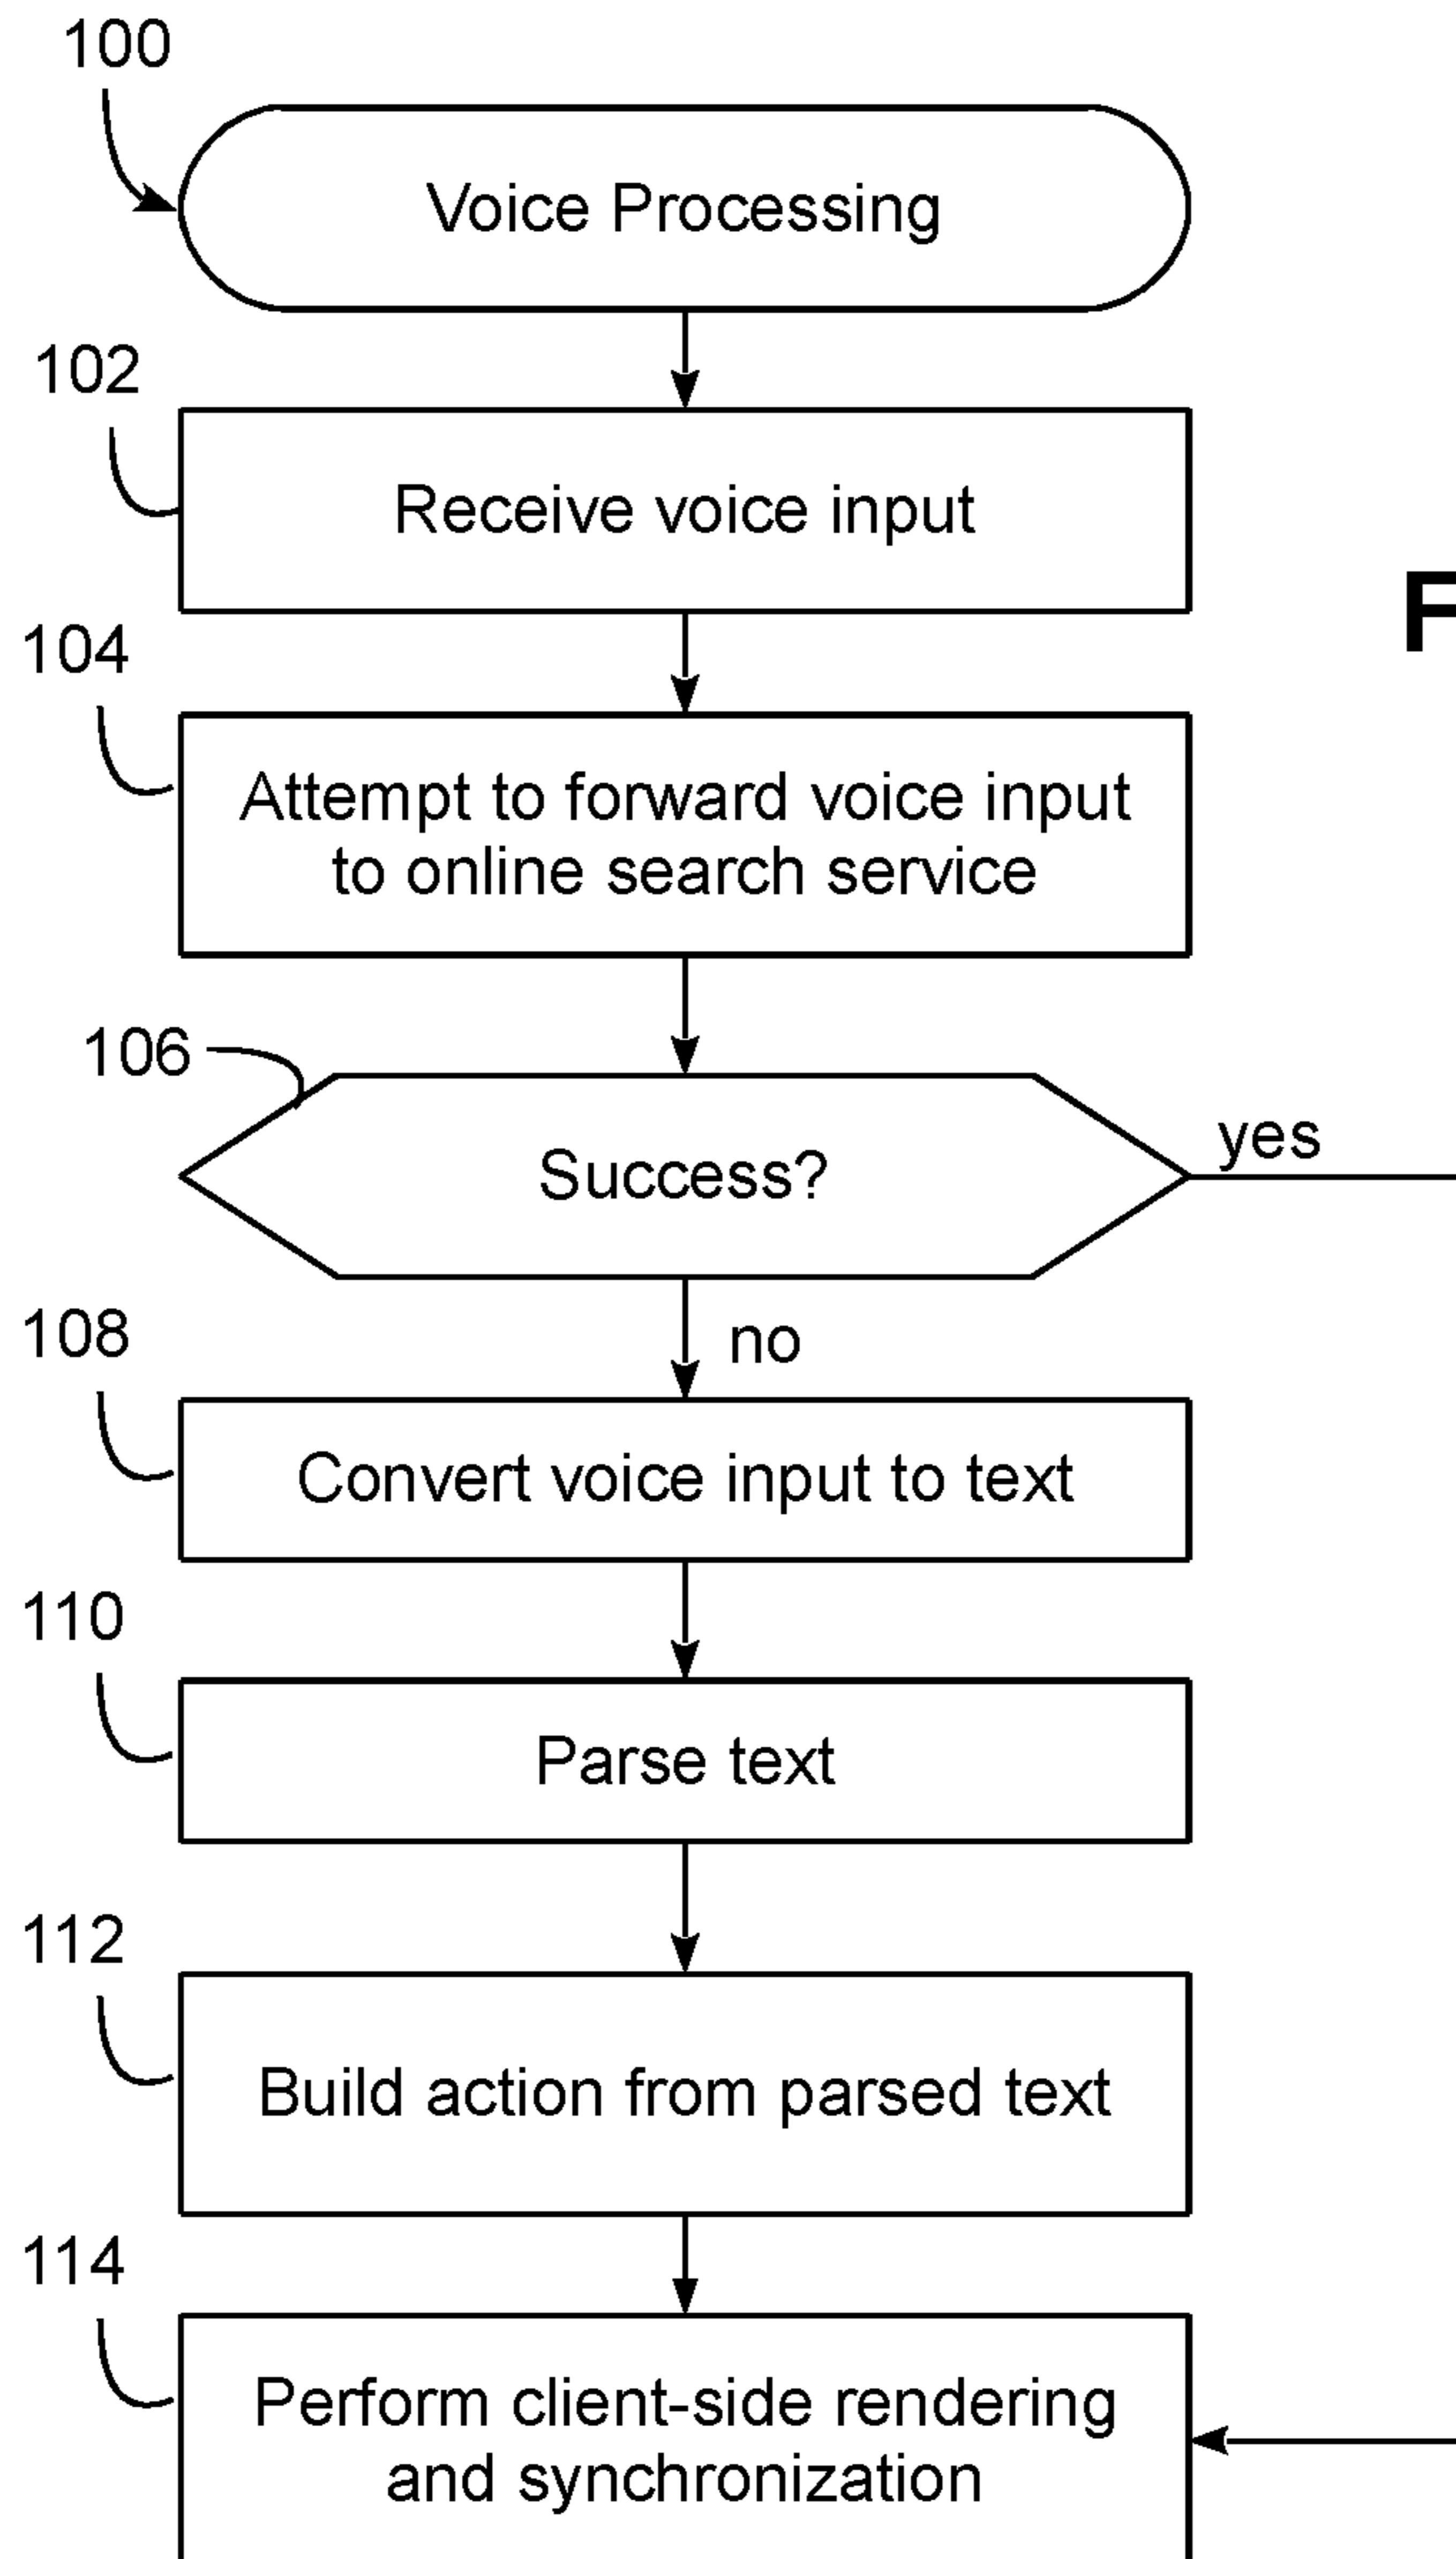 100
Voice Processing
102
Receive voice input
F
104
Attempt to forward voice input
to online search service
106
Success?
yes
no
108
Convert voice input to text
110
Parse text
112
Build action from parsed text
114
Perform client-side rendering
and synchronization